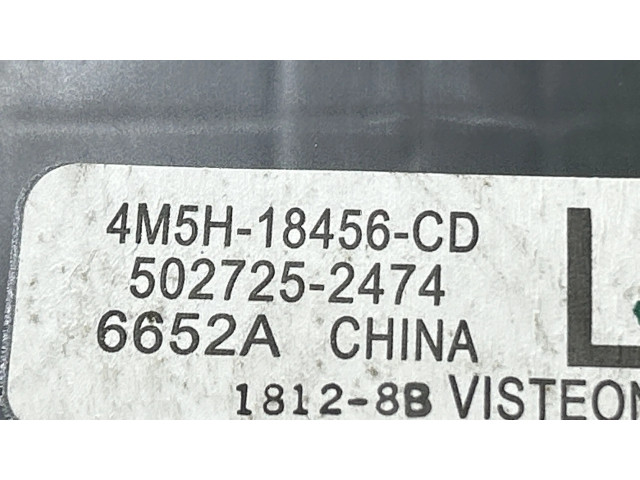 4M5H-18456-CD
502725-2474
6652A CHINA
1812-8B VISTEON
L